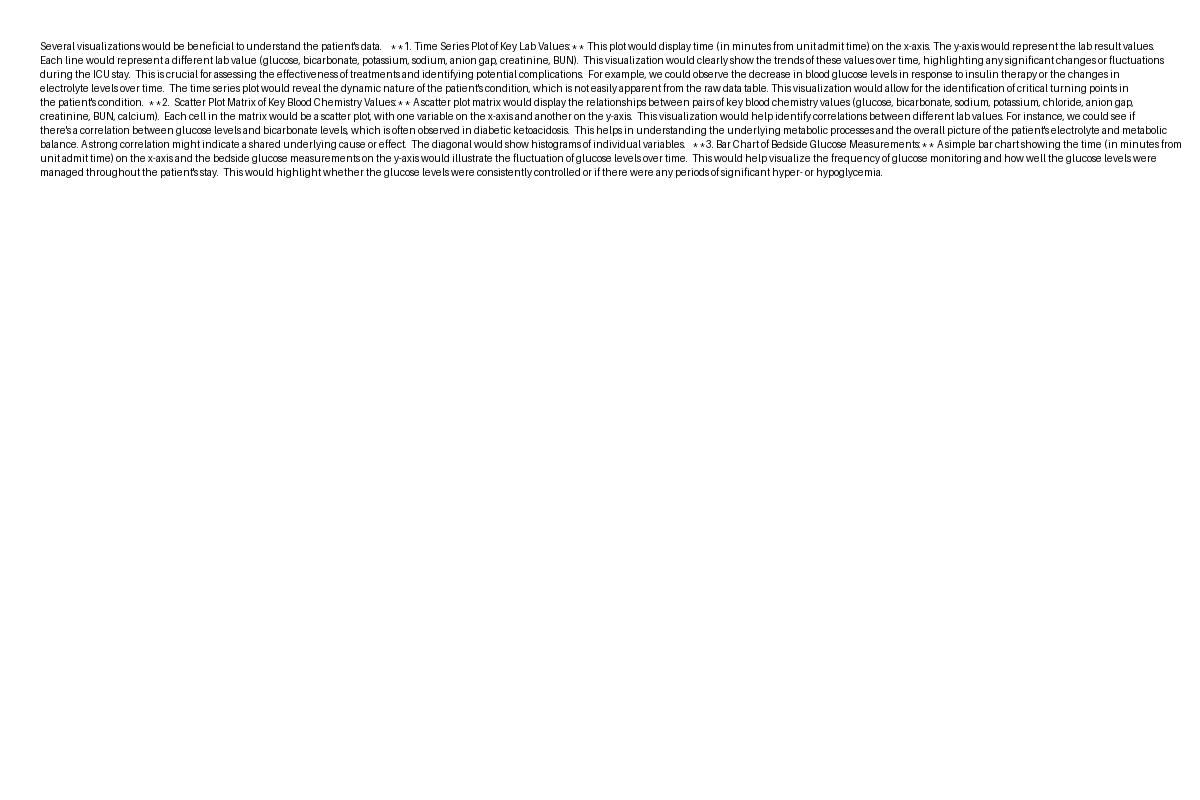 Several visualizations would be beneficial to understand the patient's data.   **1. Time Series Plot of Key Lab Values:** This plot would display time (in minutes from unit admit time) on the x-axis. The y-axis would represent the lab result values.
Each line would represent a different lab value (glucose, bicarbonate, potassium, sodium, anion gap, creatinine, BUN).  This visualization would clearly show the trends of these values over time, highlighting any significant changes or fluctuations
during the ICU stay.  This is crucial for assessing the effectiveness of treatments and identifying potential complications.  For example, we could observe the decrease in blood glucose levels in response to insulin therapy or the changes in
electrolyte levels over time.  The time series plot would reveal the dynamic nature of the patient's condition, which is not easily apparent from the raw data table. This visualization would allow for the identification of critical turning points in
the patient's condition.  **2.  Scatter Plot Matrix of Key Blood Chemistry Values:** A scatter plot matrix would display the relationships between pairs of key blood chemistry values (glucose, bicarbonate, sodium, potassium, chloride, anion gap,
creatinine, BUN, calcium).  Each cell in the matrix would be a scatter plot, with one variable on the x-axis and another on the y-axis.  This visualization would help identify correlations between different lab values. For instance, we could see if
there's a correlation between glucose levels and bicarbonate levels, which is often observed in diabetic ketoacidosis.  This helps in understanding the underlying metabolic processes and the overall picture of the patient's electrolyte and metabolic
balance. A strong correlation might indicate a shared underlying cause or effect.  The diagonal would show histograms of individual variables.   **3. Bar Chart of Bedside Glucose Measurements:** A simple bar chart showing the time (in minutes from
unit admit time) on the x-axis and the bedside glucose measurements on the y-axis would illustrate the fluctuation of glucose levels over time.  This would help visualize the frequency of glucose monitoring and how well the glucose levels were
managed throughout the patient's stay.  This would highlight whether the glucose levels were consistently controlled or if there were any periods of significant hyper- or hypoglycemia.